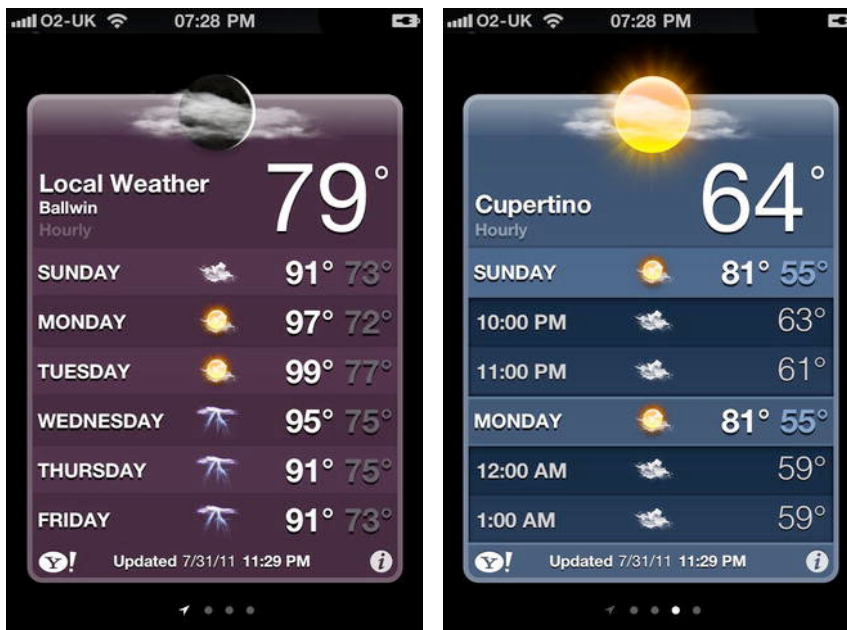 O2-UK 07:28 PM
Local Weather
Ballwin
Hourly
79°
SUNDAY 91° 73°
MONDAY 97° 72°
TUESDAY 99° 77°
WEDNESDAY 95° 75°
THURSDAY 91° 75°
FRIDAY 91° 73°
Y! Updated 7/31/11 11:29 PM i
O2-UK 07:28 PM
Cupertino
Hourly
64°
SUNDAY 81° 55°
10:00 PM 63°
11:00 PM 61°
MONDAY 81° 55°
12:00 AM 59°
1:00 AM 59°
Y! Updated 7/31/11 11:29 PM i